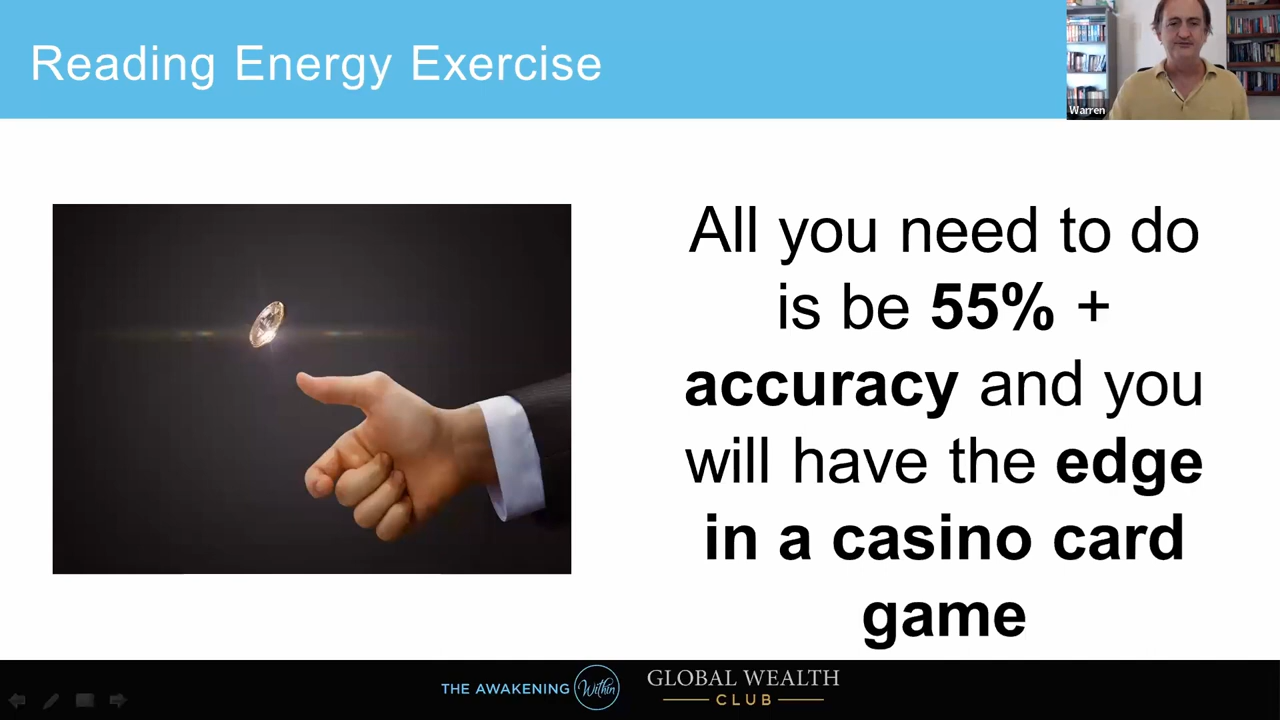 Reading Energy Exercise
Warren
All you need to do
is be 55% +
accuracy and you
will have the edge
in a casino card
game
THE AWAKENING Within
GLOBAL WEALTH
CLUB